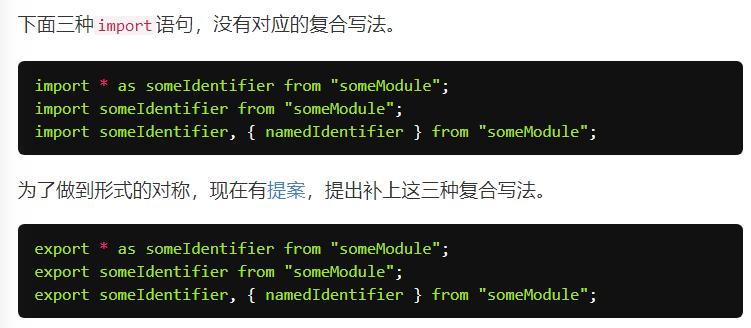 下面三种import语句，没有对应的复合写法。
import * as someIdentifier from "someModule";
import someIdentifier from "someModule";
import someIdentifier, { namedIdentifier } from "someModule";
为了做到形式的对称，现在有提案，提出补上这三种复合写法。
export * as someIdentifier from "someModule";
export someIdentifier from "someModule";
export someIdentifier, { namedIdentifier } from "someModule";